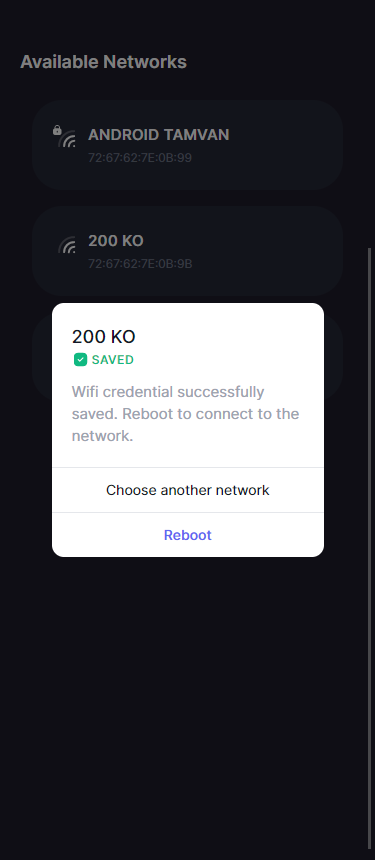 Available Networks
ANDROID TAMVAN
72:67:62:7E:0B:99
200 KO
72:67:62:7E:0B:9B
200 KO
SAVED
Wifi credential successfully
saved. Reboot to connect to the
network.
Choose another network
Reboot